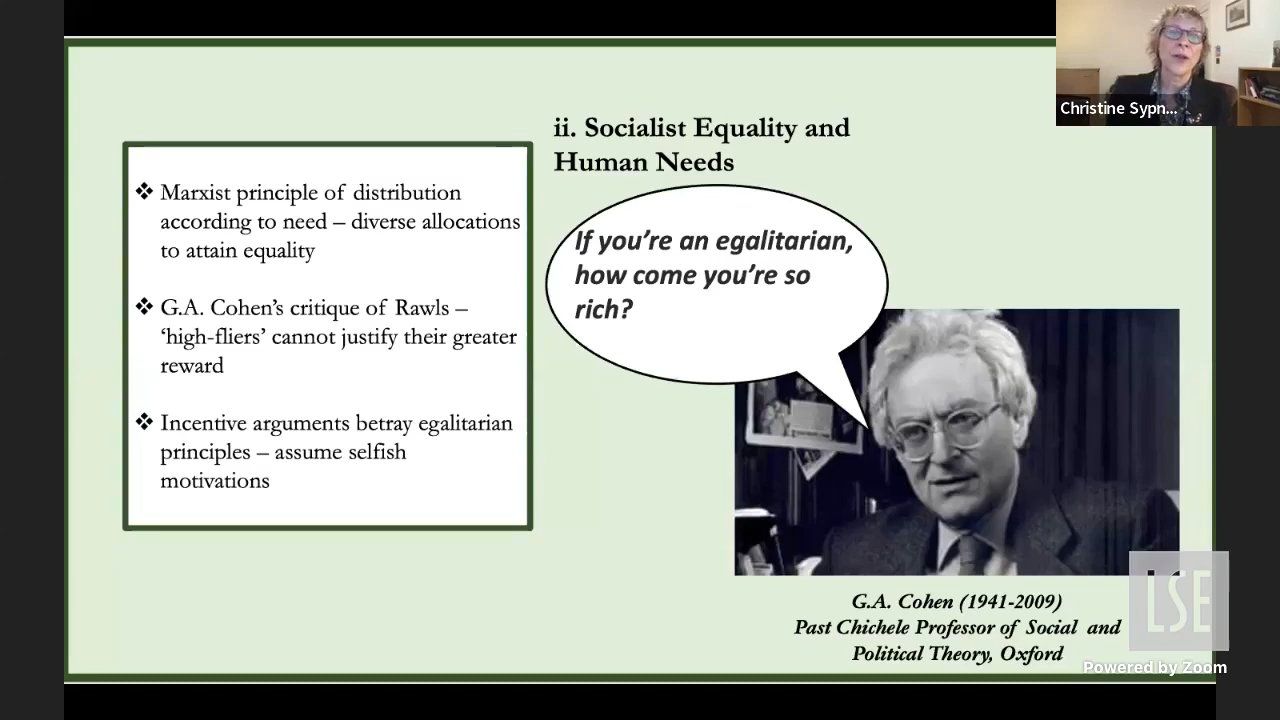 Christine Sypn...
ii. Socialist Equality and
Human Needs
❖ Marxist principle of distribution
according to need – diverse allocations
to attain equality
❖ G.A. Cohen’s critique of Rawls –
‘high-fliers’ cannot justify their greater
reward
❖ Incentive arguments betray egalitarian
principles – assume selfish
motivations
If you’re an egalitarian,
how come you’re so
rich?
G.A. Cohen (1941-2009)
Past Chichele Professor of Social and
Political Theory, Oxford
LSE
Powered by Zoom